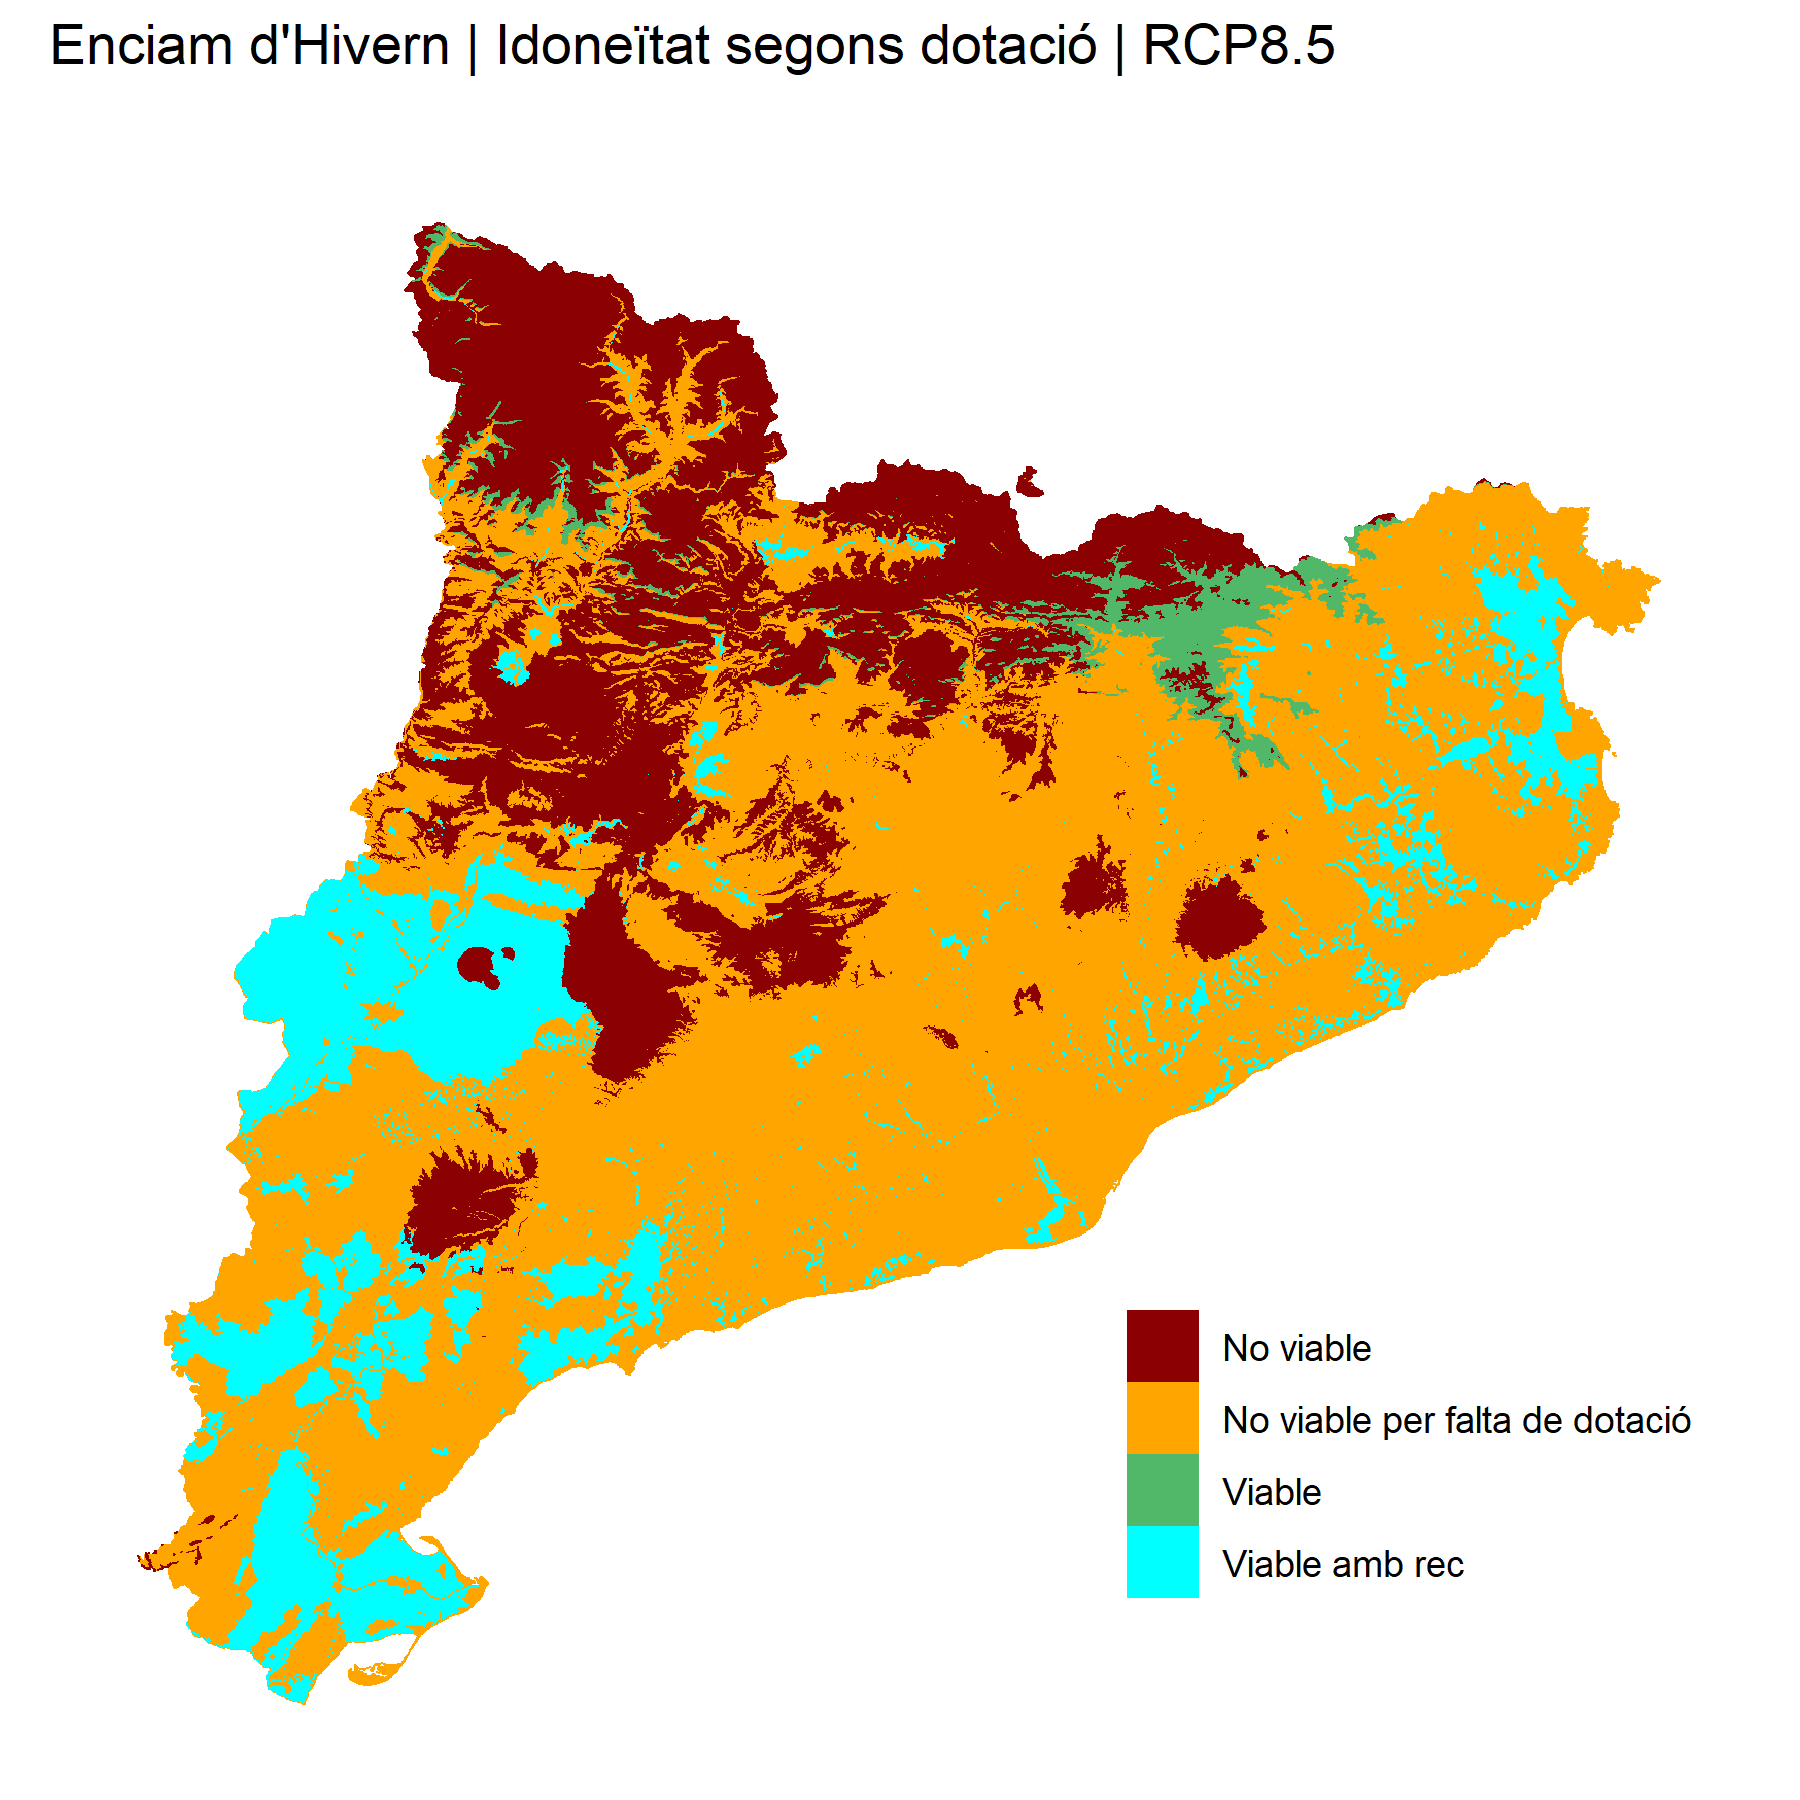 Enciam d'Hivern | Idoneïtat segons dotació | RCP8.5
No viable
No viable per falta de dotació
Viable
Viable amb rec